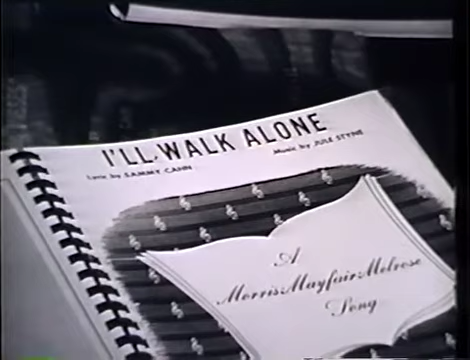 I'LL WALK ALONE
Lyric by SAMMY CAHN Music by JULE STYNE
A
Morris Mayfair Melrose
Song